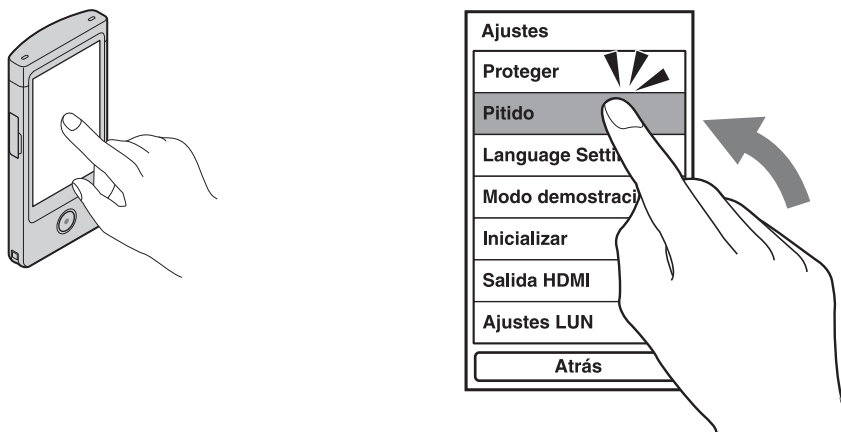 Ajustes
Proteger
Pitido
Language Setti
Modo demostraci
Inicializar
Salida HDMI
Ajustes LUN
Atrás